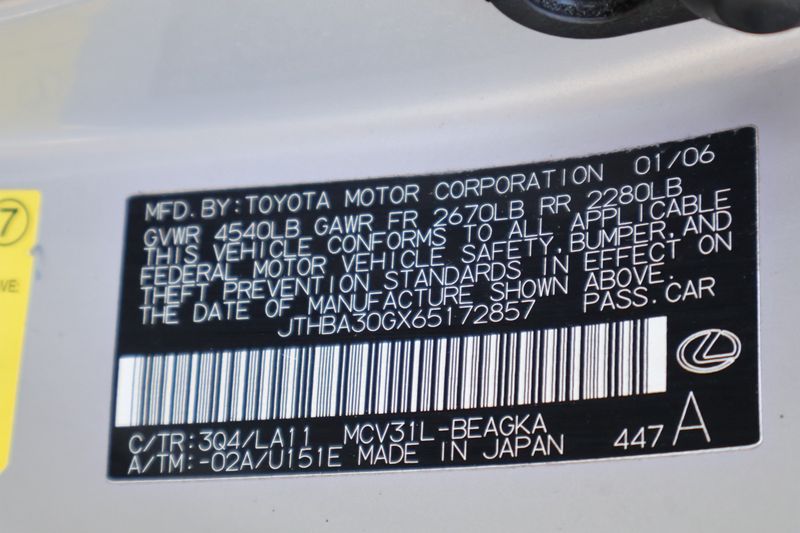 MFD. BY: TOYOTA MOTOR CORPORATION 01/06
GVWR 4540LB GAWR FR 2670LB RR 2280LB
THIS VEHICLE CONFORMS TO ALL APPLICABLE
FEDERAL MOTOR VEHICLE SAFETY, BUMPER, AND
THEFT PREVENTION STANDARDS IN EFFECT ON
THE DATE OF MANUFACTURE SHOWN ABOVE.
JTHBA30GX65172857 PASS. CAR
C/TR: 3Q4/LA11 MCV31L-BEAGKA
A/TM: -02A/U151E MADE IN JAPAN 447 A
7
VE: